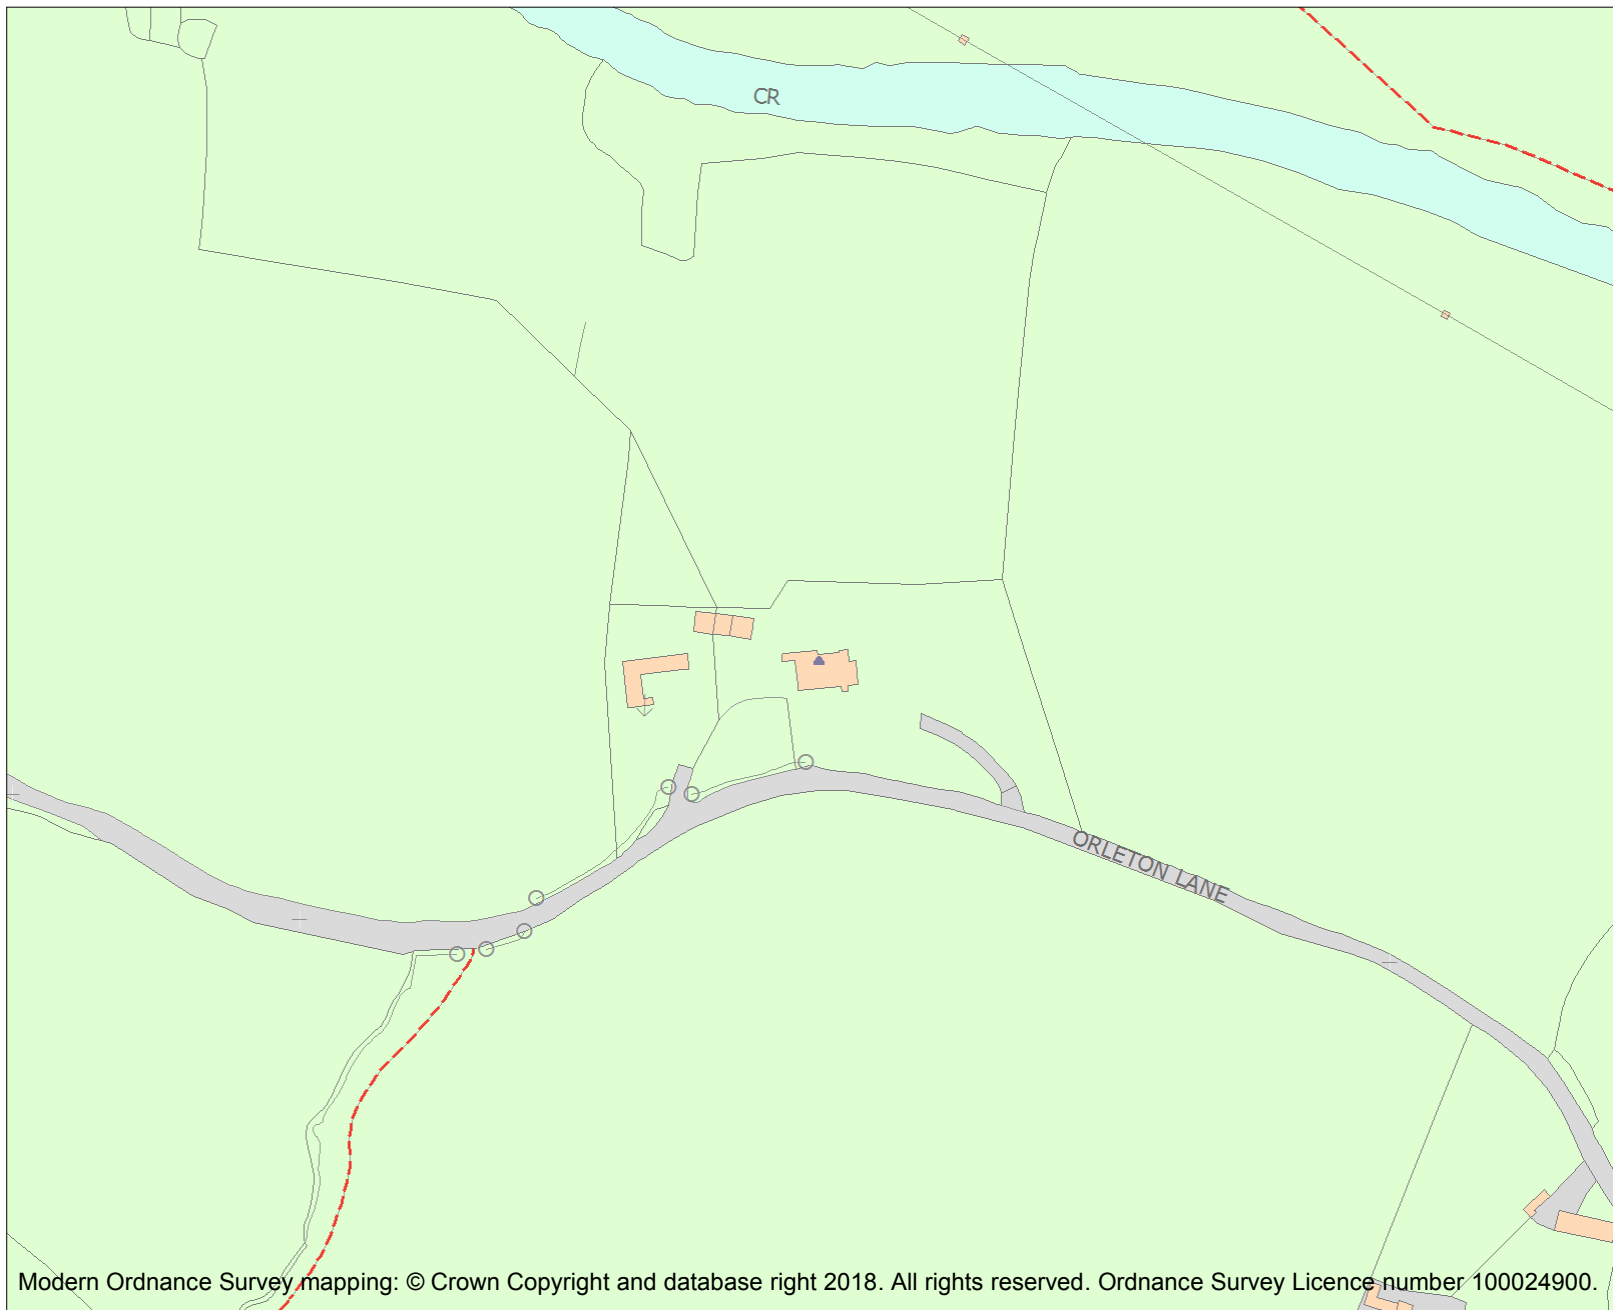 CR
ORLETON LANE
Modern Ordnance Survey mapping: © Crown Copyright and database right 2018. All rights reserved. Ordnance Survey Licence number 100024900.